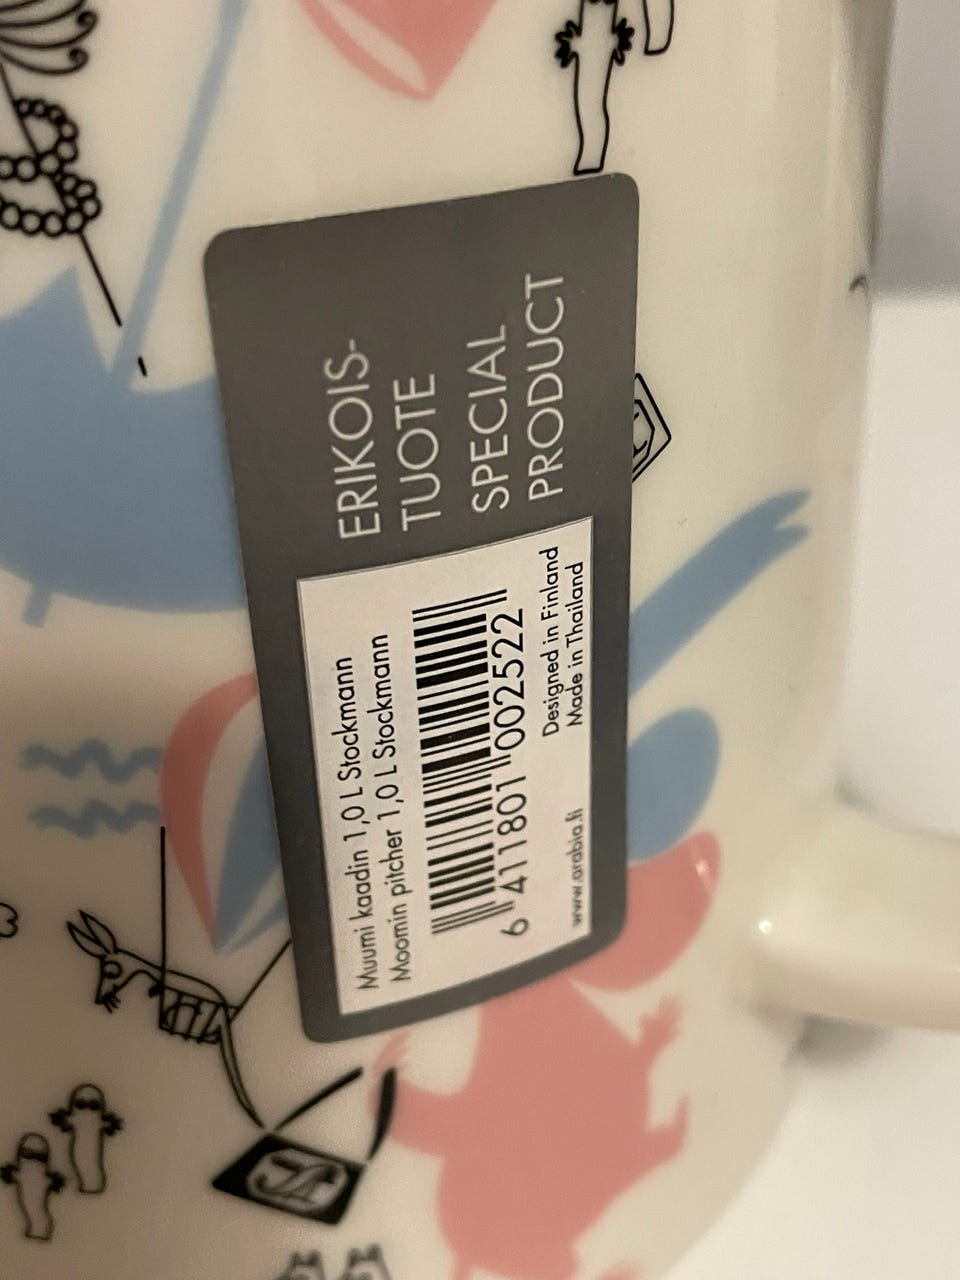 ERIKOIS-
TUOTE
SPECIAL
PRODUCT
Muumi kaadin 1,0 L Stockmann
Moomin pitcher 1,0 L Stockmann
6 411801 002522
Designed in Finland
www.arabia.fi Made in Thailand